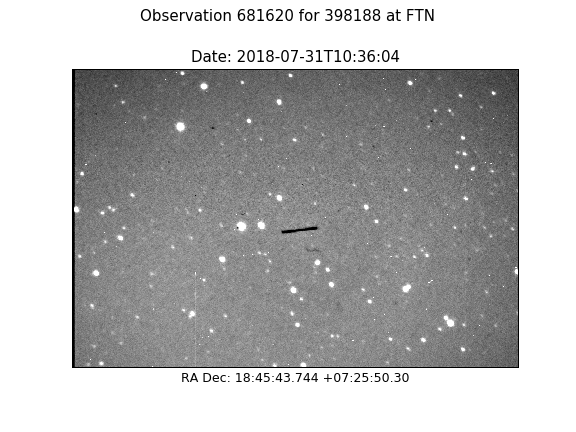 Observation 681620 for 398188 at FTN
Date: 2018-07-31T10:36:04
RA Dec: 18:45:43.744 +07:25:50.30